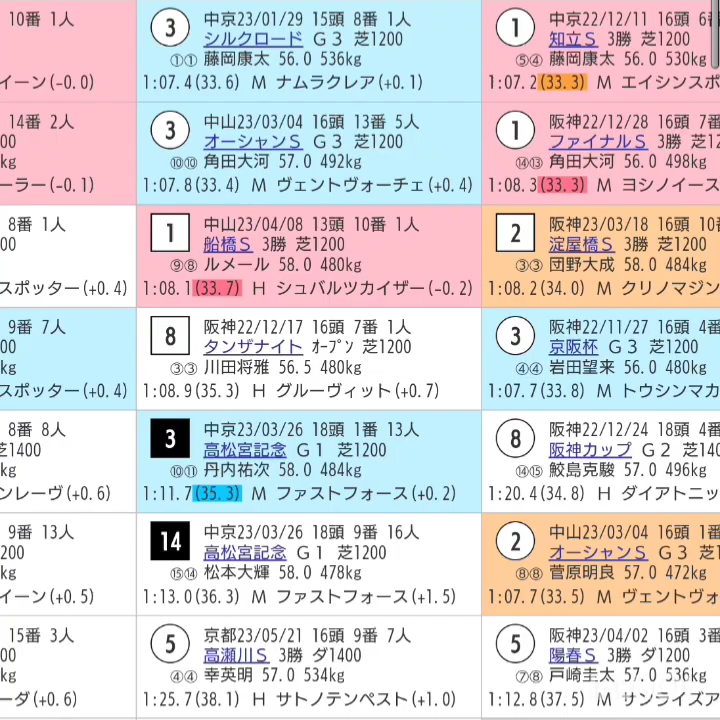 10番 1人
イーン(-0.0)
14番 2人
00
kg
ーラー(-0.1)
8番 1人
00
スポッター(+0.4)
9番 7人
00
kg
スポッター(+0.4)
8番 8人
芝1400
kg
ンレーヴ(+0.6)
9番 13人
200
kg
イーン(+0.5)
15番 3人
00
kg
ーダ(+0.6)
3 中京23/01/29 15頭 8番 1人
シルクロード G3 芝1200
①① 藤岡康太 56.0 536kg
1:07.4(33.6) M ナムラクレア(+0.1)
3 中山23/03/04 16頭 13番 5人
オーシャンS G3 芝1200
⑩⑩ 角田大河 57.0 492kg
1:07.8(33.4) M ヴェントヴォーチェ(+0.4)
1 中山23/04/08 13頭 10番 1人
船橋S 3勝 芝1200
⑨⑧ ルメール 58.0 480kg
1:08.1(33.7) H シュバルツカイザー(-0.2)
8 阪神22/12/17 16頭 7番 1人
タンザナイト ｵｰﾌﾟﾝ 芝1200
③③ 川田将雅 56.5 480kg
1:08.9(35.3) H グルーヴィット(+0.7)
3 中京23/03/26 18頭 1番 13人
高松宮記念 G1 芝1200
⑩⑪ 丹内祐次 58.0 484kg
1:11.7(35.3) M ファストフォース(+0.2)
14 中京23/03/26 18頭 9番 16人
高松宮記念 G1 芝1200
⑮⑭ 松本大輝 58.0 478kg
1:13.0(36.3) M ファストフォース(+1.5)
5 京都23/05/21 16頭 9番 7人
高瀬川S 3勝 ダ1400
④④ 幸英明 57.0 534kg
1:25.7(38.1) H サトノテンペスト(+1.0)
1 中京22/12/11 16頭 6番
知立S 3勝 芝1200
⑤④ 藤岡康太 56.0 530kg
1:07.2(33.3) M エイシンスポ
1 阪神22/12/28 16頭 7番
ファイナルS 3勝 芝12
⑭⑬ 角田大河 56.0 498kg
1:08.3(33.3) M ヨシノイース
2 阪神23/03/18 16頭 10番
淀屋橋S 3勝 芝1200
③③ 団野大成 58.0 484kg
1:08.2(34.0) M クリノマジン
3 阪神22/11/27 16頭 4番
京阪杯 G3 芝1200
④④ 岩田望来 56.0 480kg
1:07.7(33.8) M トウシンマカ
8 阪神22/12/24 18頭 4番
阪神カップ G2 芝140
⑭⑮ 鮫島克駿 57.0 496kg
1:20.4(34.8) H ダイアトニッ
2 中山23/03/04 16頭 1番
オーシャンS G3 芝1
⑧⑧ 菅原明良 57.0 472kg
1:07.7(33.5) M ヴェントヴォ
5 阪神23/04/02 16頭 3番
陽春S 3勝 ダ1200
⑦⑧ 戸崎圭太 57.0 536kg
1:12.8(37.5) M サンライズア